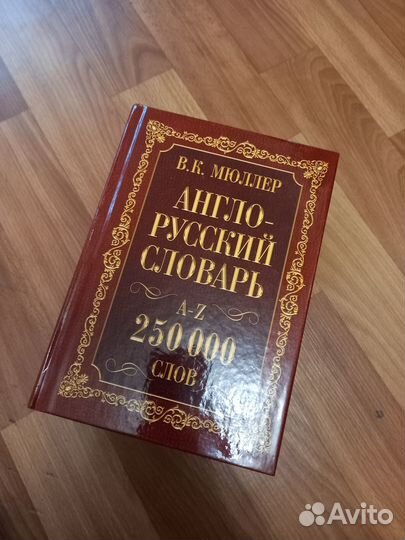 В.К. МЮЛЛЕР
АНГЛО-
РУССКИЙ
СЛОВАРЬ
A-Z
250 000
СЛОВ
Avito